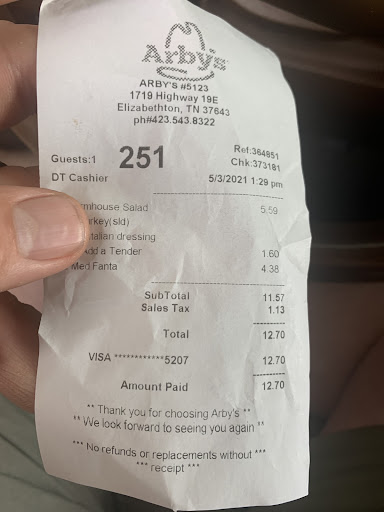 Arby's
ARBY'S #5123
1719 Highway 19E
Elizabethton, TN 37643
ph#423.543.8322
Guests:1 251 Ref:364951
Chk:373181
DT Cashier 5/3/2021 1:29 pm
mhouse Salad 5.59
rkey(sld)
talian dressing
dd a Tender 1.60
Med Fanta 4.38
SubTotal 11.57
Sales Tax 1.13
Total 12.70
VISA ************5207 12.70
Amount Paid 12.70
** Thank you for choosing Arby's **
** We look forward to seeing you again **
*** No refunds or replacements without ***
*** receipt ***